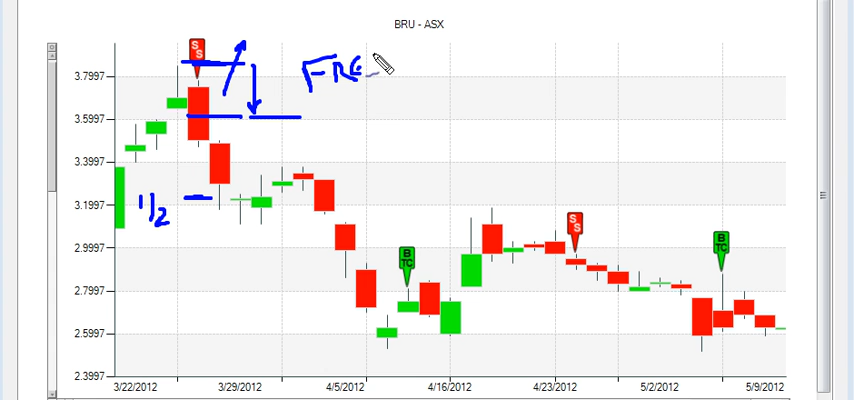 BRU - ASX
S
S
FRE
3.7997
3.5997
3.3997
3.1997
1/2
2.9997
2.7997
2.5997
2.3997
B
TC
S
S
B
TC
3/22/2012 3/29/2012 4/5/2012 4/16/2012 4/23/2012 5/2/2012 5/9/2012